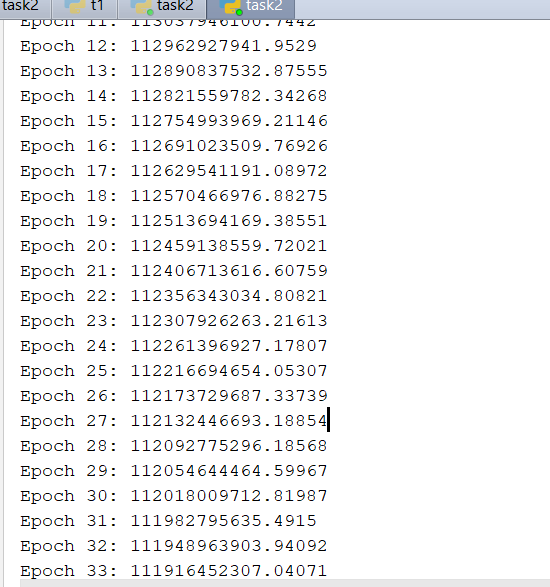 task2 t1 task2 task2
Epoch 11: 113037946100.7442
Epoch 12: 112962927941.9529
Epoch 13: 112890837532.87555
Epoch 14: 112821559782.34268
Epoch 15: 112754993969.21146
Epoch 16: 112691023509.76926
Epoch 17: 112629541191.08972
Epoch 18: 112570466976.88275
Epoch 19: 112513694169.38551
Epoch 20: 112459138559.72021
Epoch 21: 112406713616.60759
Epoch 22: 112356343034.80821
Epoch 23: 112307926263.21613
Epoch 24: 112261396927.17807
Epoch 25: 112216694654.05307
Epoch 26: 112173729687.33739
Epoch 27: 112132446693.18854
Epoch 28: 112092775296.18568
Epoch 29: 112054644464.59967
Epoch 30: 112018009712.81987
Epoch 31: 111982795635.4915
Epoch 32: 111948963903.94092
Epoch 33: 111916452307.04071